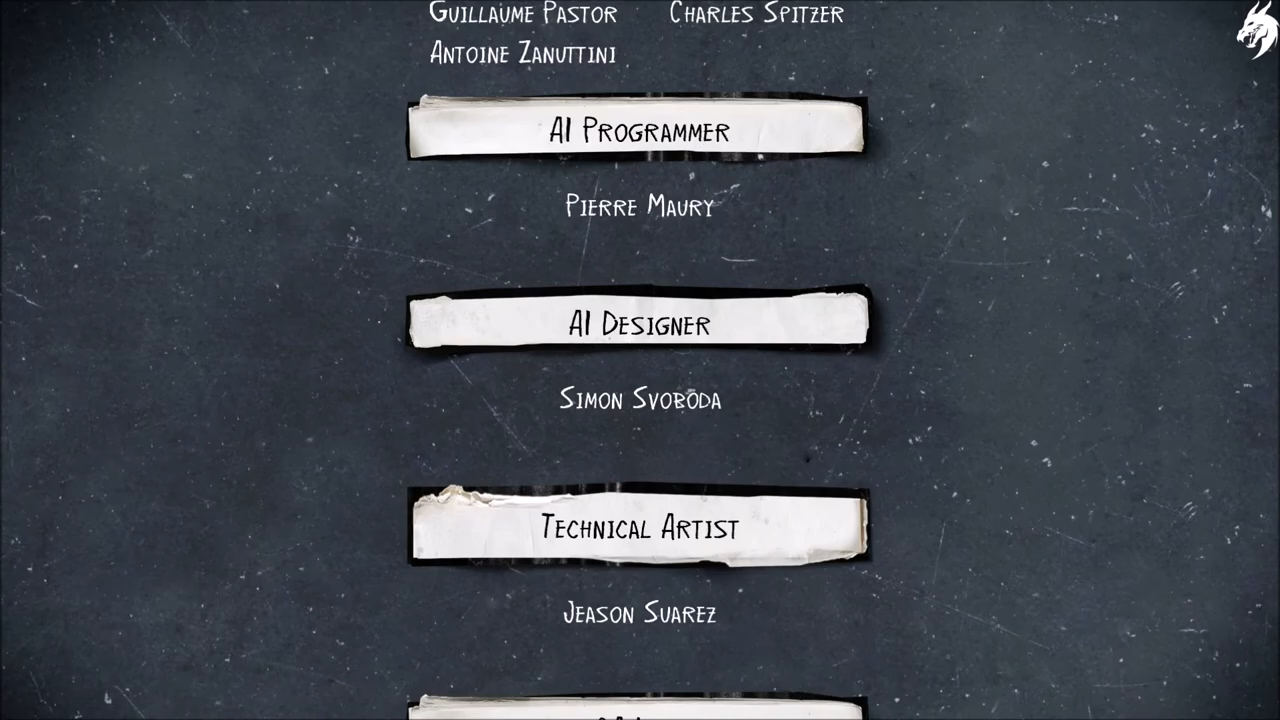 Guillaume Pastor Charles Spitzer
Antoine Zanuttini
AI Programmer
Pierre Maury
AI Designer
Simon Svoboda
Technical Artist
Jeason Suarez